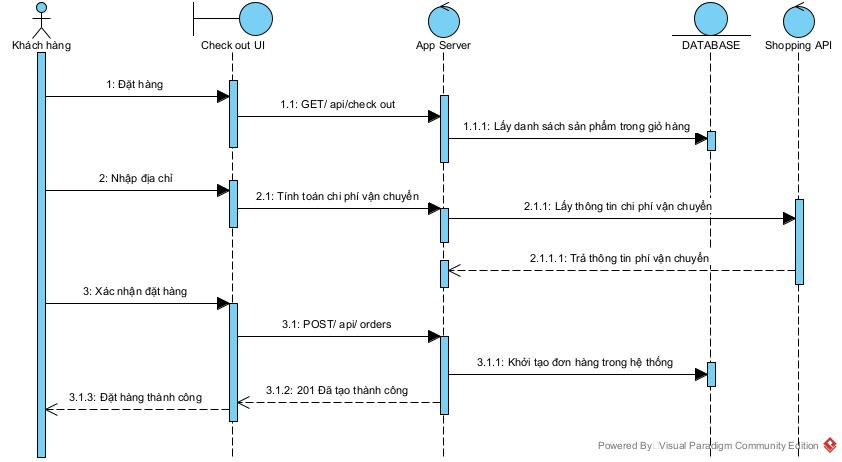 Khách hàng
Check out UI
App Server
DATABASE
Shopping API
1: Đặt hàng
1.1: GET/ api/check out
1.1.1: Lấy danh sách sản phẩm trong giỏ hàng
2: Nhập địa chỉ
2.1: Tính toán chi phí vận chuyển
2.1.1: Lấy thông tin chi phí vận chuyển
2.1.1.1: Trả thông tin phí vận chuyển
3: Xác nhận đặt hàng
3.1: POST/ api/ orders
3.1.1: Khởi tạo đơn hàng trong hệ thống
3.1.2: 201 Đã tạo thành công
3.1.3: Đặt hàng thành công
Powered By Visual Paradigm Community Edition